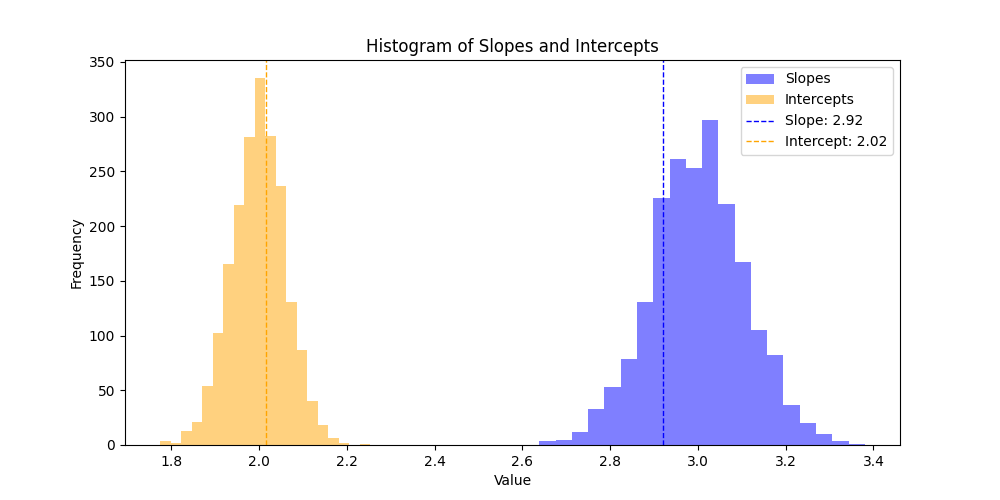 Histogram of Slopes and Intercepts
350
300
250
200
150
100
50
0
Frequency
Slopes
Intercepts
Slope: 2.92
Intercept: 2.02
1.8 2.0 2.2 2.4 2.6 2.8 3.0 3.2 3.4
Value